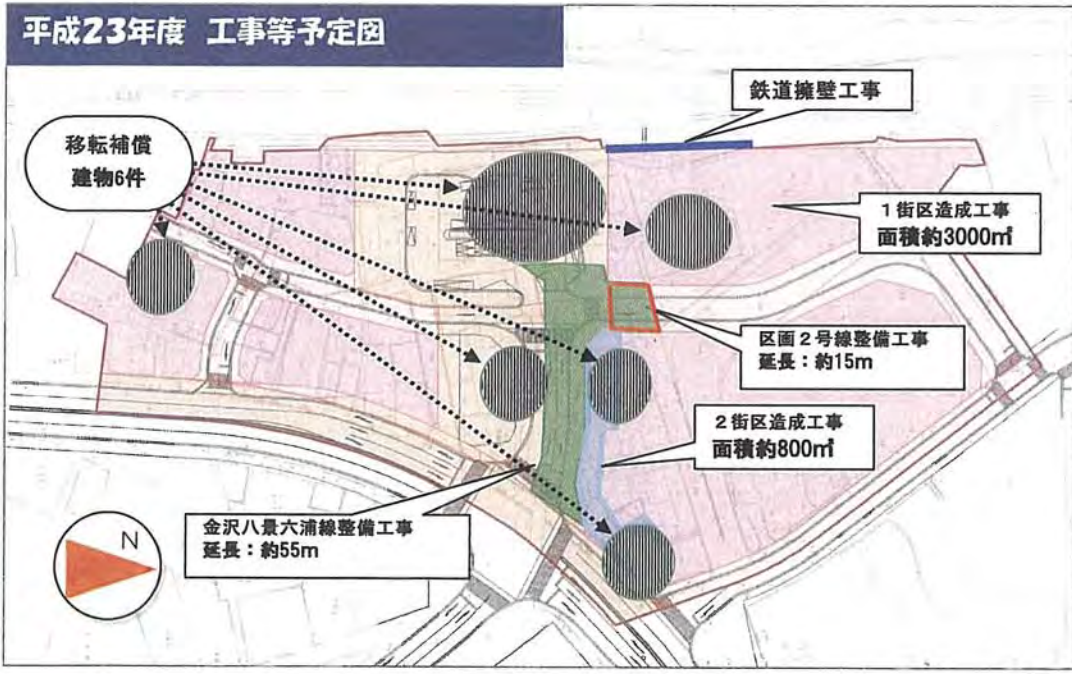 平成23年度 工事等予定図
鉄道擁壁工事
移転補償
建物6件
1街区造成工事
面積約3000㎡
区画2号線整備工事
延長:約15m
2街区造成工事
面積約800㎡
金沢八景六浦線整備工事
延長:約55m
N